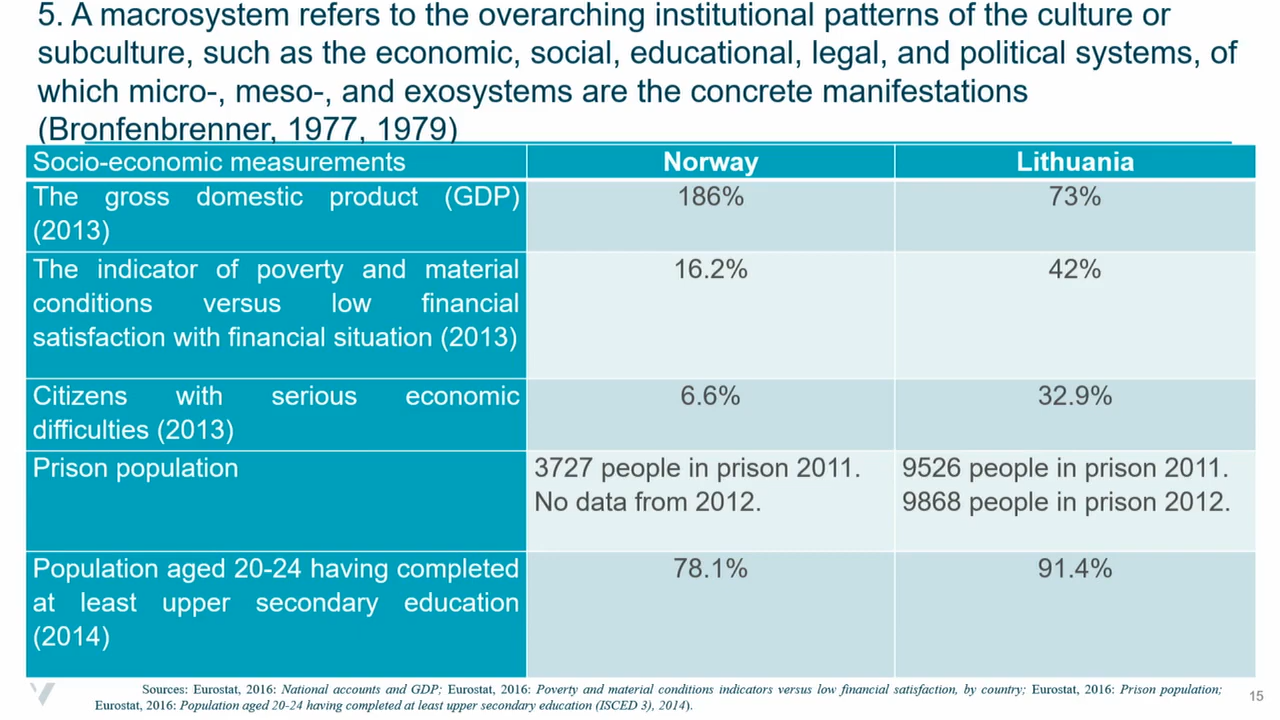 5. A macrosystem refers to the overarching institutional patterns of the culture or
subculture, such as the economic, social, educational, legal, and political systems, of
which micro-, meso-, and exosystems are the concrete manifestations
(Bronfenbrenner, 1977, 1979)
Socio-economic measurements Norway Lithuania
The gross domestic product (GDP) 186% 73%
(2013)
The indicator of poverty and material 16.2% 42%
conditions versus low financial
satisfaction with financial situation (2013)
Citizens with serious economic 6.6% 32.9%
difficulties (2013)
Prison population 3727 people in prison 2011. 9526 people in prison 2011.
No data from 2012. 9868 people in prison 2012.
Population aged 20-24 having completed 78.1% 91.4%
at least upper secondary education
(2014)
Sources: Eurostat, 2016: National accounts and GDP; Eurostat, 2016: Poverty and material conditions indicators versus low financial satisfaction, by country; Eurostat, 2016: Prison population;
Eurostat, 2016: Population aged 20-24 having completed at least upper secondary education (ISCED 3), 2014).
15